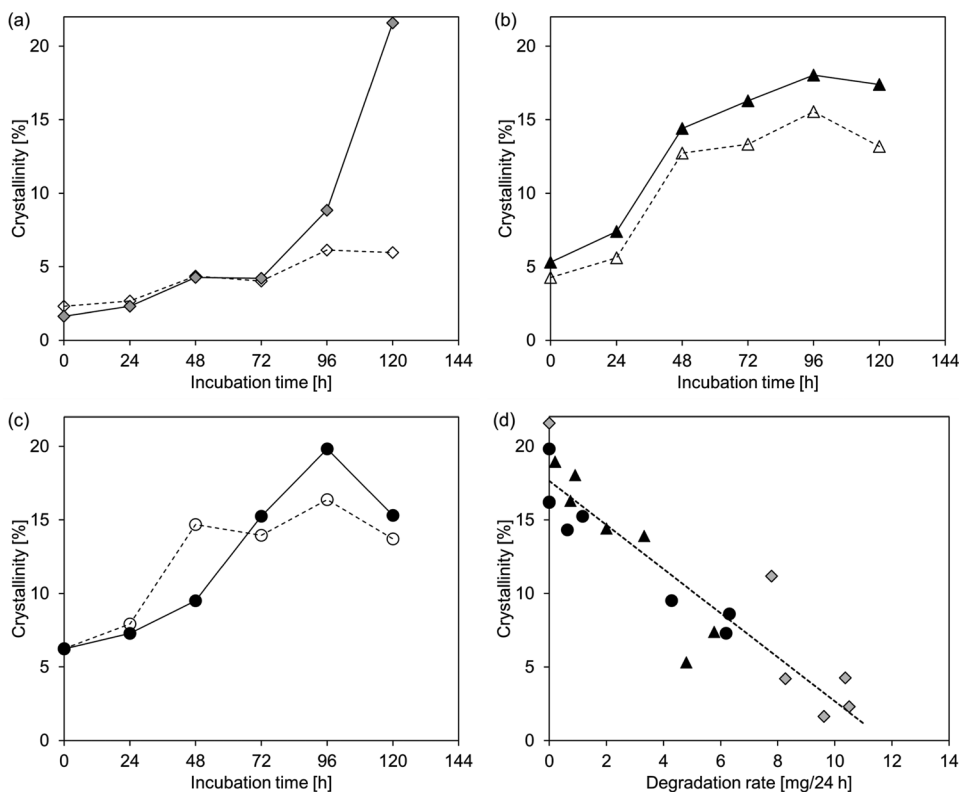 (a)
Crystallinity [%]
20
15
10
5
0
0 24 48 72 96 120 144
Incubation time [h]
(b)
Crystallinity [%]
20
15
10
5
0
0 24 48 72 96 120 144
Incubation time [h]
(c)
Crystallinity [%]
20
15
10
5
0
0 24 48 72 96 120 144
Incubation time [h]
(d)
Crystallinity [%]
20
15
10
5
0
0 2 4 6 8 10 12 14
Degradation rate [mg/24 h]